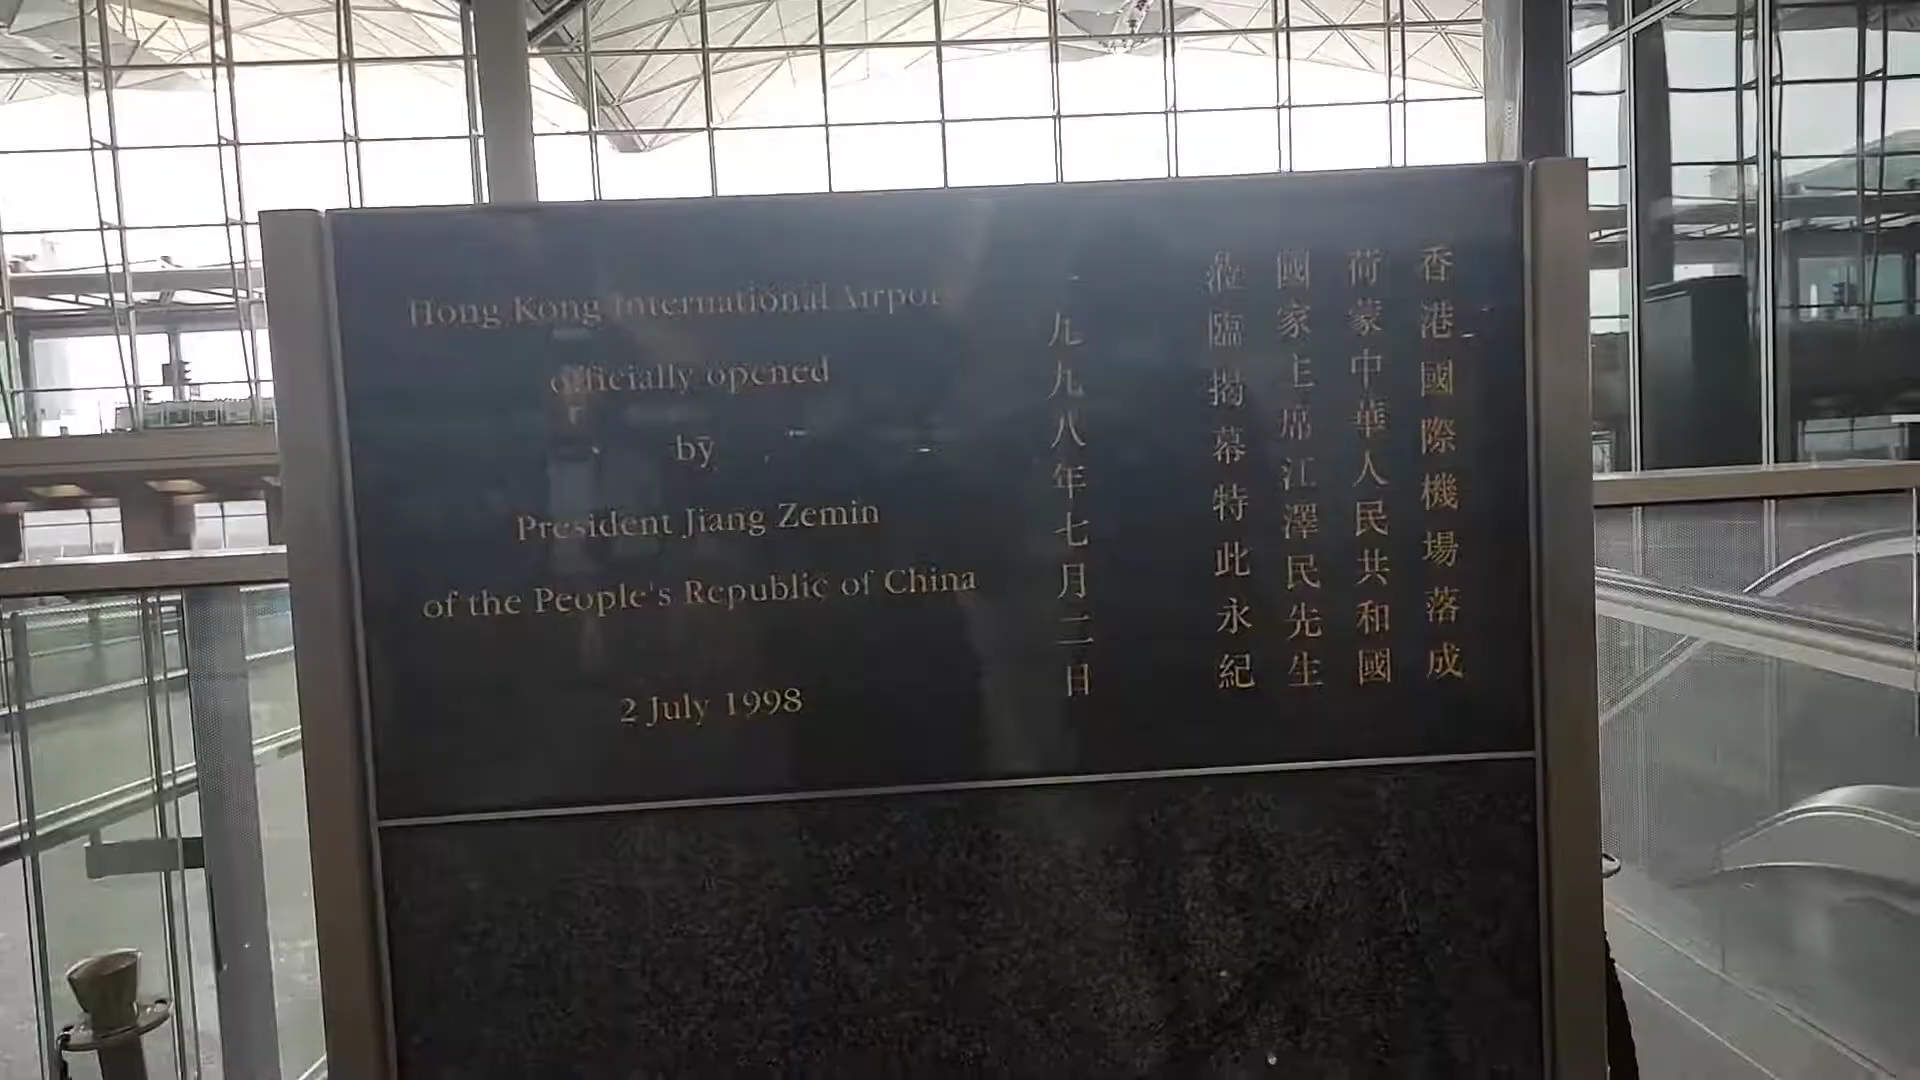 Hong Kong International Airport
officially opened
by
President Jiang Zemin
of the People's Republic of China
2 July 1998
香港國際機場落成
荷蒙中華人民共和國
國家主席江澤民先生
蒞臨揭幕特此永紀
一九九八年七月二日